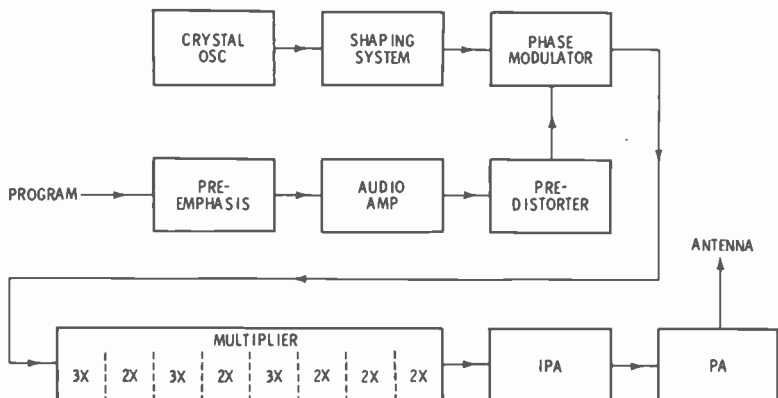 CRYSTAL
OSC
SHAPING
SYSTEM
PHASE
MODULATOR
PROGRAM
PRE-
EMPHASIS
AUDIO
AMP
PRE-
DISTORTER
ANTENNA
MULTIPLIER
3X 2X 3X 2X 3X 2X 2X 2X
IPA
PA